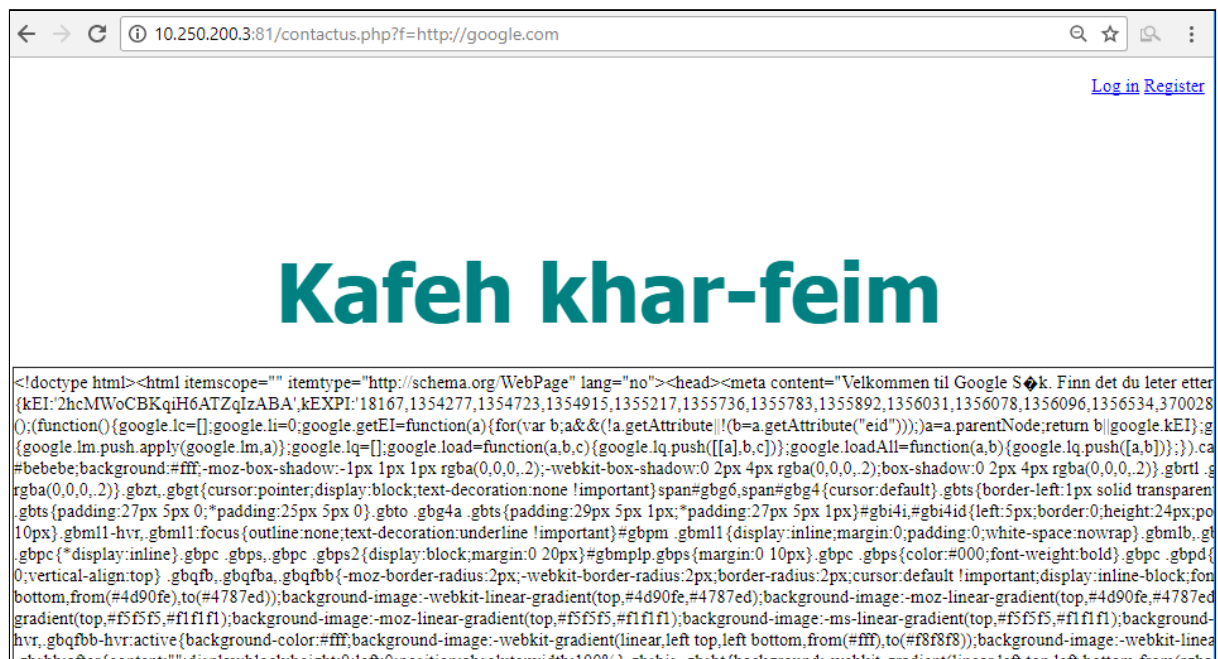 10.250.200.3:81/contactus.php?f=http://google.com
Log in Register
Kafeh khar-feim
<!doctype html><html itemscope="" itemtype="http://schema.org/WebPage" lang="no"><head><meta content="Velkommen til Google S�k. Finn det du leter etter
{kEI:'2hcMWoCBKqiH6ATZqIzABA',kEXPI:'18167,1354277,1354723,1354915,1355217,1355736,1355783,1355892,1356031,1356078,1356096,1356534,370028
();(function(){google.lc=[];google.li=0;google.getEI=function(a){for(var b;a&&(!a.getAttribute||!(b=a.getAttribute("eid")));)a=a.parentNode;return b||google.kEI};g
{google.lm.push.apply(google.lm,a)};google.lq=[];google.load=function(a,b,c){google.lq.push([[a],b,c])};google.loadAll=function(a,b){google.lq.push([a,b])};}).ca
#bebebe;background:#fff;-moz-box-shadow:-1px 1px 1px rgba(0,0,0,.2);-webkit-box-shadow:0 2px 4px rgba(0,0,0,.2);box-shadow:0 2px 4px rgba(0,0,0,.2)}.gbrtl .g
rgba(0,0,0,.2)}.gbzt,.gbgt{cursor:pointer;display:block;text-decoration:none !important}span#gbg6,span#gbg4{cursor:default}.gbts{border-left:1px solid transparen
.gbts{padding:27px 5px 0;*padding:25px 5px 0}.gbto .gbg4a .gbts{padding:29px 5px 1px;*padding:27px 5px 1px}#gbi4i,#gbi4id{left:5px;border:0;height:24px;po
10px}.gbml1-hvr,.gbml1:focus{outline:none;text-decoration:underline !important}#gbpm .gbml1{display:inline;margin:0;padding:0;white-space:nowrap}.gbmlb,.gb
.gbpc{*display:inline}.gbpc .gbps,.gbpc .gbps2{display:block;margin:0 20px}#gbmplp.gbps{margin:0 10px}.gbpc .gbps{color:#000;font-weight:bold}.gbpc .gbpd{
0;vertical-align:top} .gbqfb,.gbqfba,.gbqfbb{-moz-border-radius:2px;-webkit-border-radius:2px;border-radius:2px;cursor:default !important;display:inline-block;fon
bottom,from(#4d90fe),to(#4787ed));background-image:-webkit-linear-gradient(top,#4d90fe,#4787ed);background-image:-moz-linear-gradient(top,#4d90fe,#4787ed
gradient(top,#f5f5f5,#f1f1f1);background-image:-moz-linear-gradient(top,#f5f5f5,#f1f1f1);background-image:-ms-linear-gradient(top,#f5f5f5,#f1f1f1);background-
hvr,.gbqfbb-hvr:active{background-color:#fff;background-image:-webkit-gradient(linear,left top,left bottom,from(#fff),to(#f8f8f8));background-image:-webkit-linea